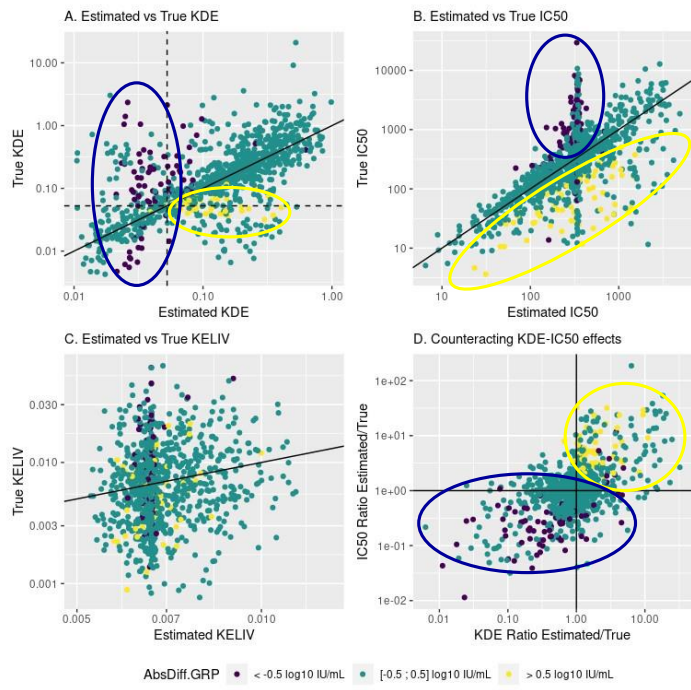 A. Estimated vs True KDE
10.00
1.00
0.10
0.01
True KDE
0.01
0.10
1.00
Estimated KDE
B. Estimated vs True IC50
10000
1000
100
10
True IC50
10
100
1000
Estimated IC50
C. Estimated vs True KELIV
0.030
0.010
0.003
0.001
True KELIV
0.005
0.007
0.010
Estimated KELIV
D. Counteracting KDE-IC50 effects
1e+02
1e+01
1e+00
1e-01
1e-02
IC50 Ratio Estimated/True
0.01
0.10
1.00
10.00
KDE Ratio Estimated/True
AbsDiff.GRP < -0.5 log10 IU/mL [-0.5 ; 0.5] log10 IU/mL > 0.5 log10 IU/mL